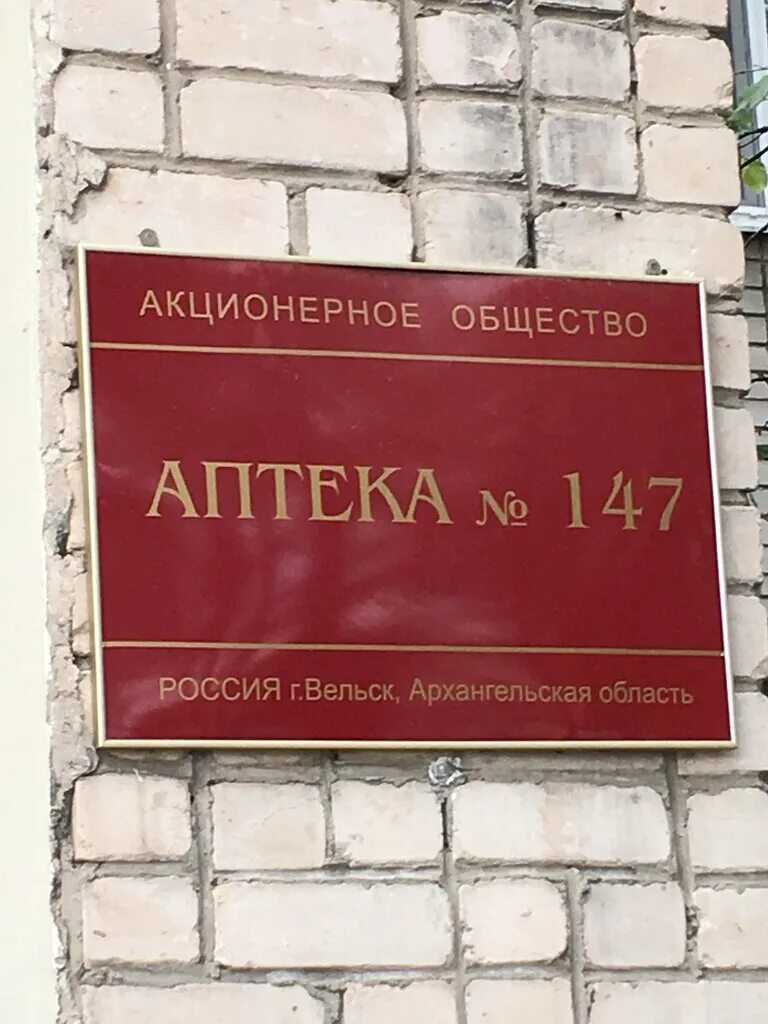 АКЦИОНЕРНОЕ ОБЩЕСТВО
АПТЕКА № 147
РОССИЯ г.Вельск, Архангельская область